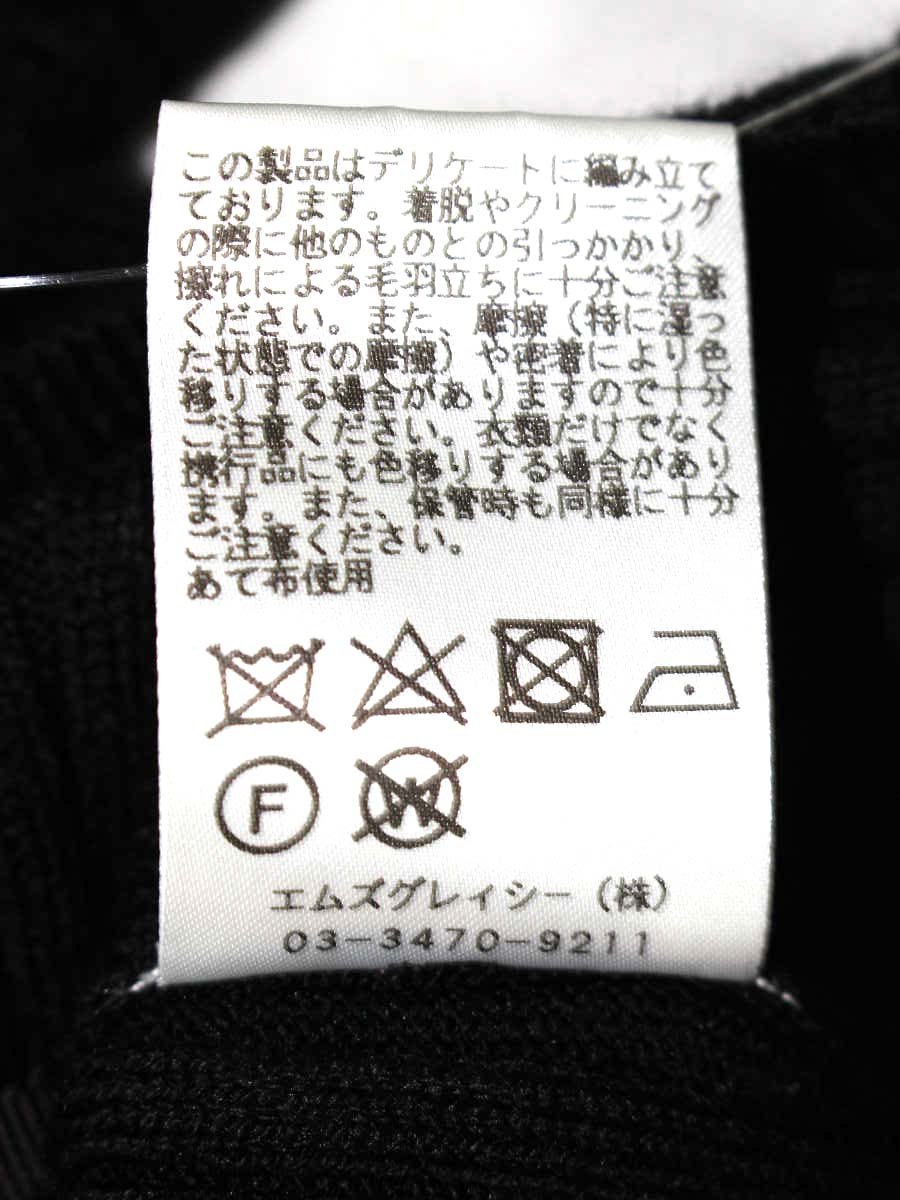 この製品はデリケートに編み立て
ております。着脱やクリーニング
の際に他のものとの引っかかり、
擦れによる毛羽立ちに十分ご注意
ください。また、摩擦（特に湿っ
た状態での摩擦）や密着により色
移りする場合がありますので十分
ご注意ください。衣類だけでなく
携行品にも色移りする場合があり
ます。また、保管時も同様に十分
ご注意ください。
あて布使用
F W
エムズグレイシー（株）
03-3470-9211